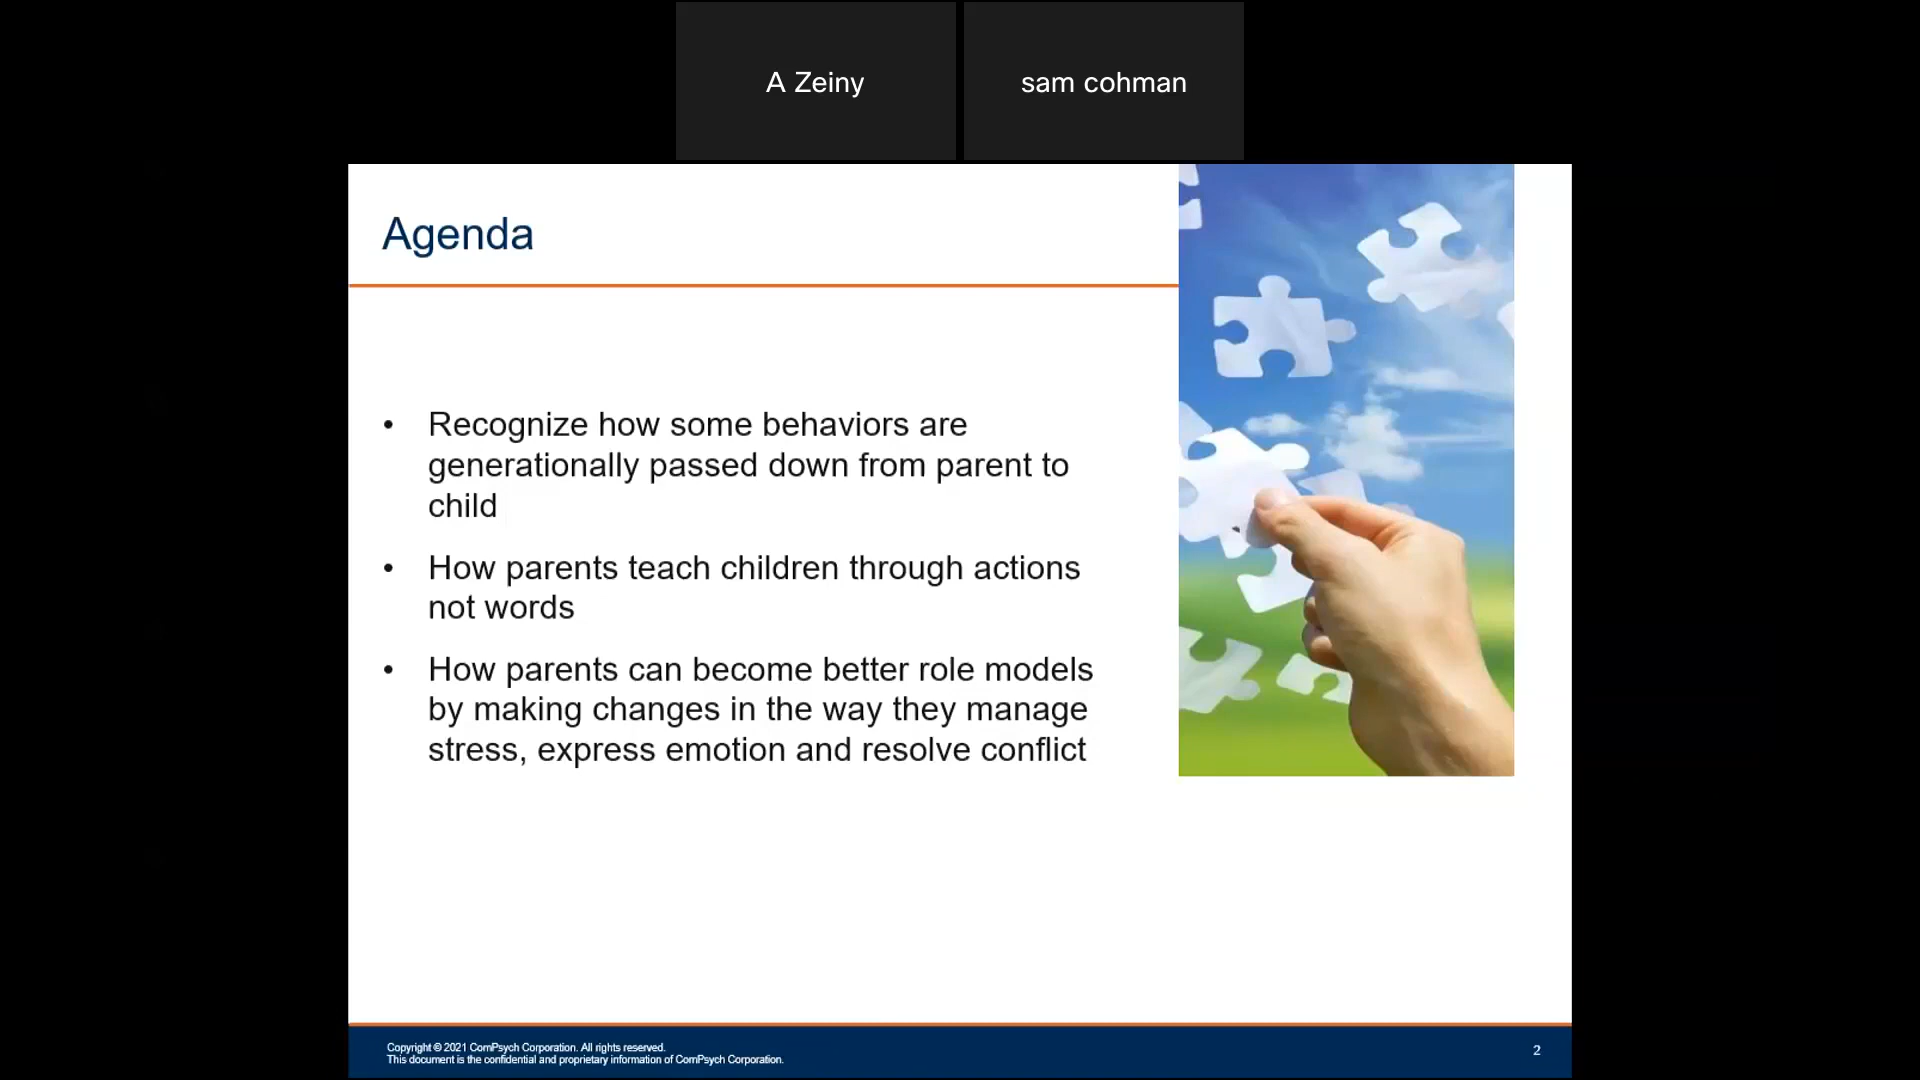 A Zeiny
sam cohman
Agenda
• Recognize how some behaviors are
generationally passed down from parent to
child
• How parents teach children through actions
not words
• How parents can become better role models
by making changes in the way they manage
stress, express emotion and resolve conflict
Copyright © 2021 ComPsych Corporation. All rights reserved.
This document is the confidential and proprietary information of ComPsych Corporation.
2